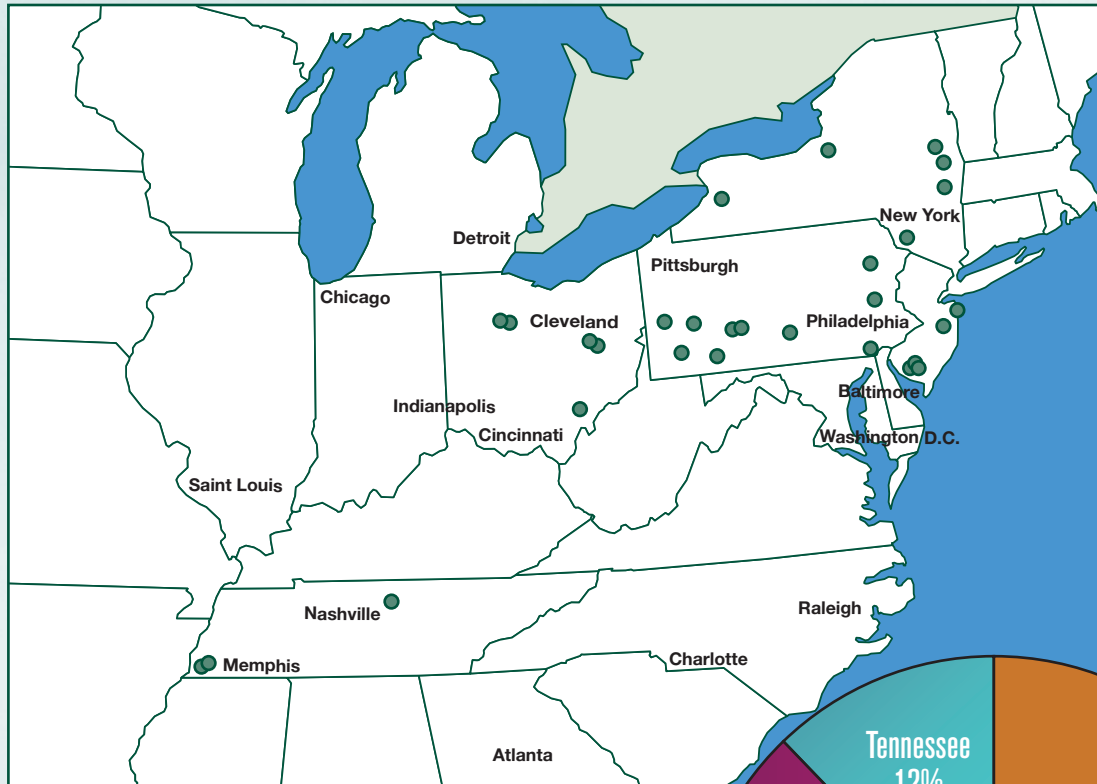 New York
Detroit
Pittsburgh
Chicago
Cleveland
Philadelphia
Baltimore
Indianapolis
Cincinnati
Washington D.C.
Saint Louis
Nashville
Raleigh
Memphis
Charlotte
Tennessee
12%
Atlanta